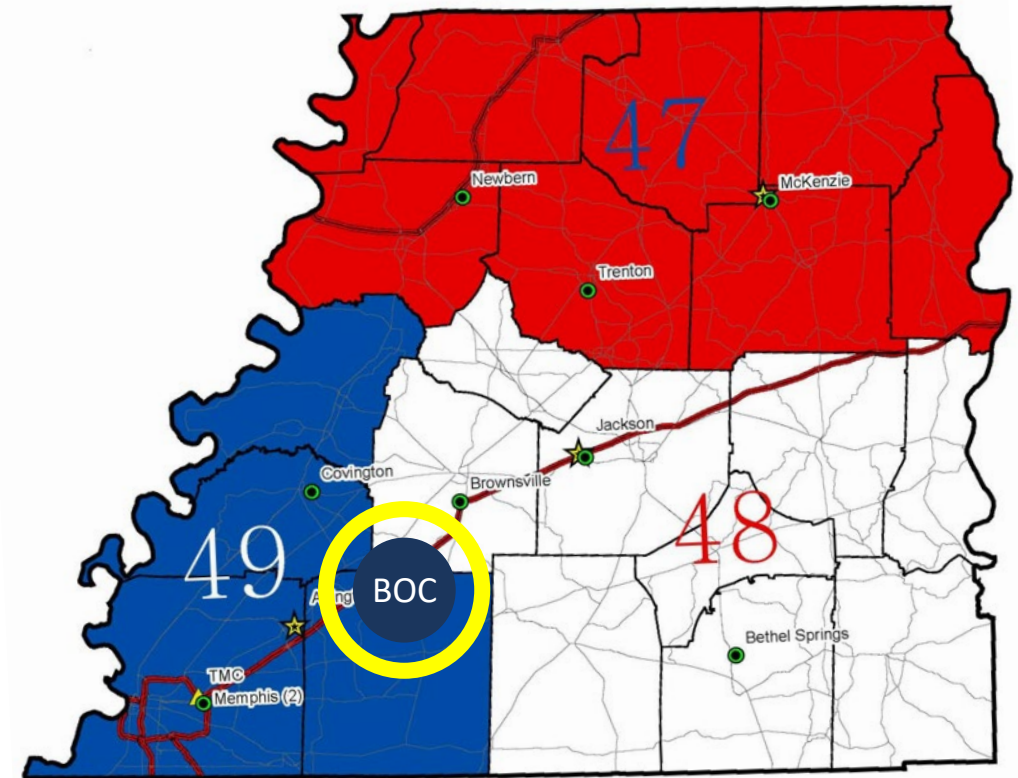 47
Newbern
McKenzie
Trenton
Jackson
Covington
Brownsville
49
48
BOC
Bethel Springs
TMC
Memphis (2)